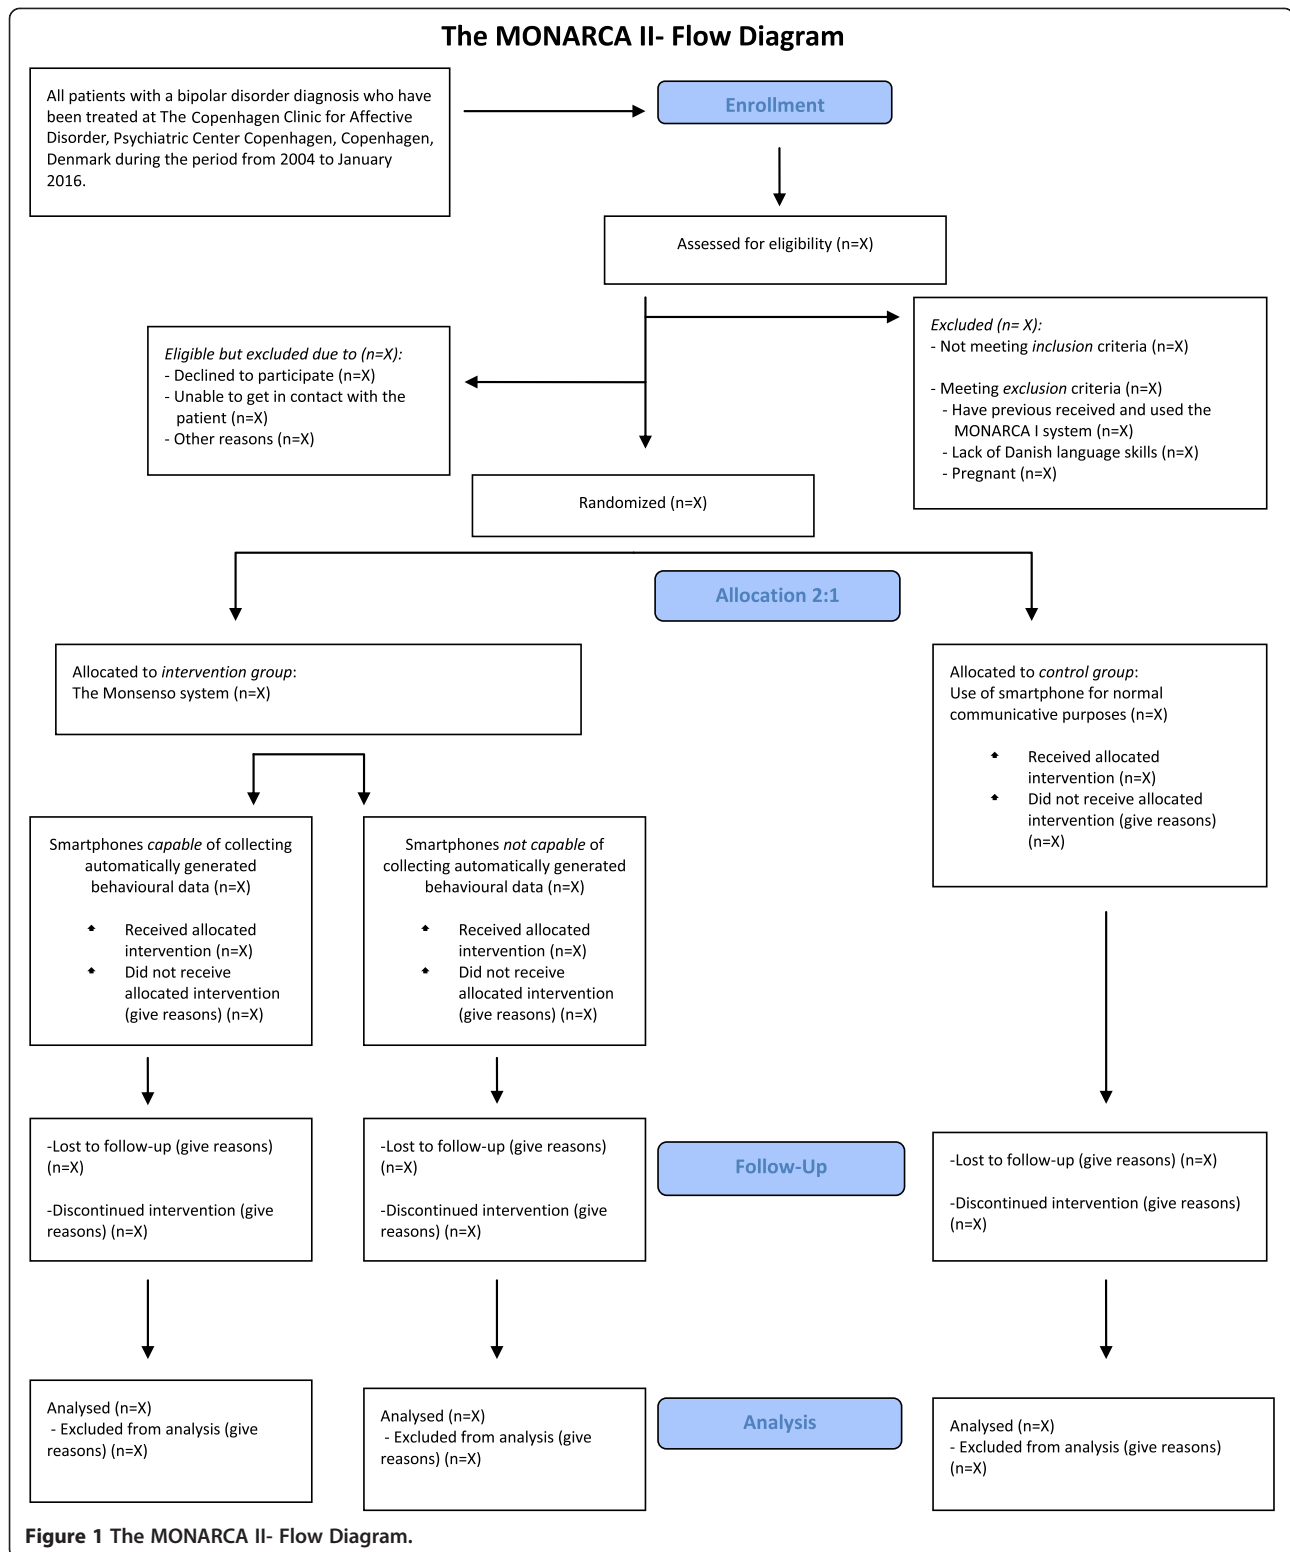 The MONARCA II- Flow Diagram
All patients with a bipolar disorder diagnosis who have
been treated at The Copenhagen Clinic for Affective
Disorder, Psychiatric Center Copenhagen, Copenhagen,
Denmark during the period from 2004 to January
2016.
Enrollment
Assessed for eligibility (n=X)
Eligible but excluded due to (n=X):
- Declined to participate (n=X)
- Unable to get in contact with the
patient (n=X)
- Other reasons (n=X)
Excluded (n= X):
- Not meeting inclusion criteria (n=X)
- Meeting exclusion criteria (n=X)
- Have previous received and used the
MONARCA I system (n=X)
- Lack of Danish language skills (n=X)
- Pregnant (n=X)
Randomized (n=X)
Allocation 2:1
Allocated to intervention group:
The Monsenso system (n=X)
Allocated to control group:
Use of smartphone for normal
communicative purposes (n=X)
Received allocated
intervention (n=X)
Did not receive allocated
intervention (give reasons)
(n=X)
Smartphones capable of collecting
automatically generated
behavioural data (n=X)
Received allocated
intervention (n=X)
Did not receive
allocated intervention
(give reasons) (n=X)
Smartphones not capable of
collecting automatically generated
behavioural data (n=X)
Received allocated
intervention (n=X)
Did not receive
allocated intervention
(give reasons) (n=X)
-Lost to follow-up (give reasons)
(n=X)
-Discontinued intervention (give
reasons) (n=X)
-Lost to follow-up (give reasons)
(n=X)
-Discontinued intervention (give
reasons) (n=X)
Follow-Up
-Lost to follow-up (give reasons) (n=X)
-Discontinued intervention (give reasons)
(n=X)
Analysed (n=X)
- Excluded from analysis (give
reasons) (n=X)
Analysed (n=X)
- Excluded from analysis (give
reasons) (n=X)
Analysis
Analysed (n=X)
- Excluded from analysis (give reasons)
(n=X)
Figure 1 The MONARCA II- Flow Diagram.